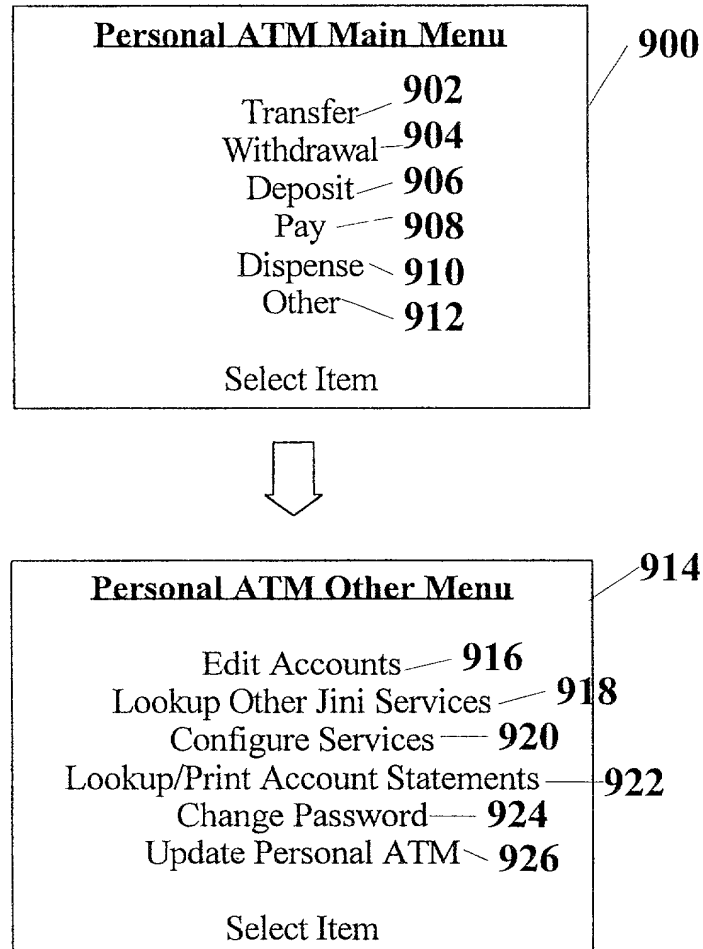 Personal ATM Main Menu
900
Transfer 902
Withdrawal 904
Deposit 906
Pay 908
Dispense 910
Other 912
Select Item
914
Personal ATM Other Menu
Edit Accounts 916
Lookup Other Jini Services 918
Configure Services 920
Lookup/Print Account Statements 922
Change Password 924
Update Personal ATM 926
Select Item